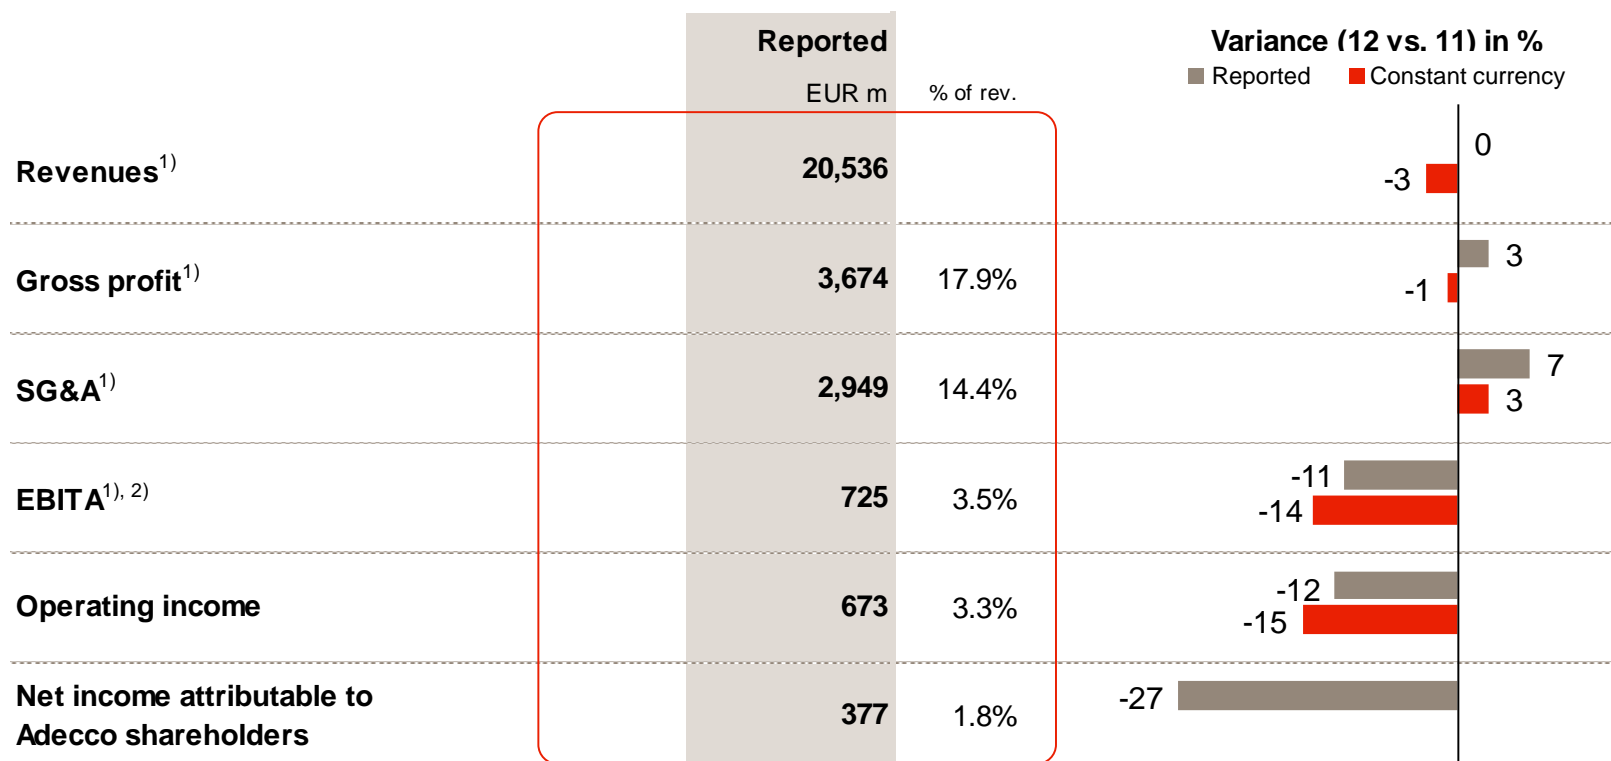 Reported
Variance (12 vs. 11) in %
Reported Constant currency
EUR m % of rev.
Revenues1) 20,536 0 -3
Gross profit1) 3,674 17.9% 3 -1
SG&A1) 2,949 14.4% 7 3
EBITA1), 2) 725 3.5% -11 -14
Operating income 673 3.3% -12 -15
Net income attributable to
Adecco shareholders 377 1.8% -27